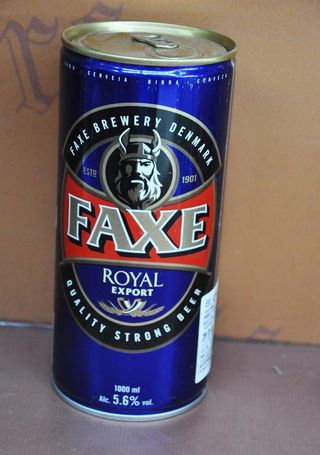 CERVEJA · BIRRA · CERVEZA
FAXE BREWERY DENMARK
ESTD 1901
FAXE
ROYAL
EXPORT
QUALITY STRONG BEER
1000 ml
Alc. 5.6% vol.